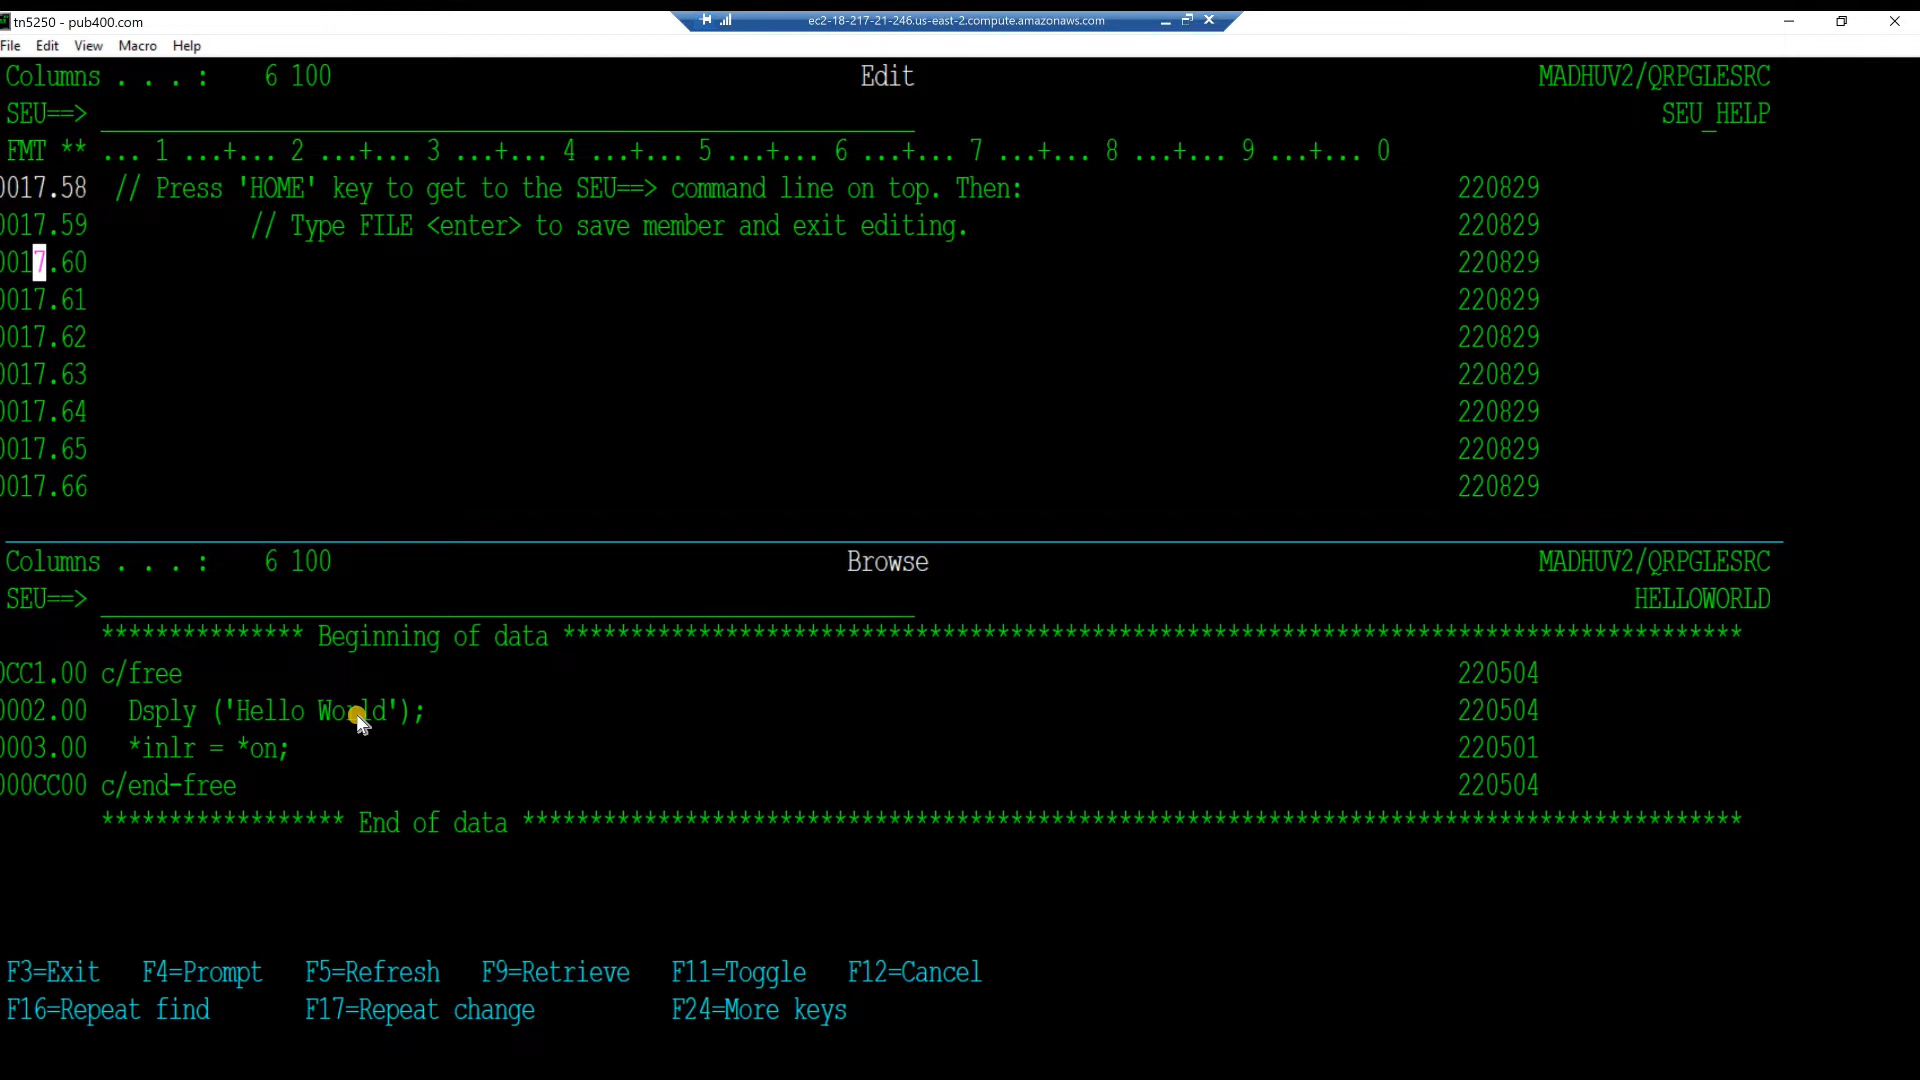 tn5250 - pub400.com
ec2-18-217-21-246.us-east-2.compute.amazonaws.com
File Edit View Macro Help
Columns . . . : 6 100 Edit MADHUV2/QRPGLESRC
SEU==> SEU_HELP
FMT ** ... 1 ...+... 2 ...+... 3 ...+... 4 ...+... 5 ...+... 6 ...+... 7 ...+... 8 ...+... 9 ...+... 0
0017.58 // Press 'HOME' key to get to the SEU==> command line on top. Then: 220829
0017.59 // Type FILE <enter> to save member and exit editing. 220829
0017.60 220829
0017.61 220829
0017.62 220829
0017.63 220829
0017.64 220829
0017.65 220829
0017.66 220829
Columns . . . : 6 100 Browse MADHUV2/QRPGLESRC
SEU==> HELLOWORLD
*************** Beginning of data ***************************************************************************************
0CC1.00 c/free 220504
0002.00 Dsply ('Hello World'); 220504
0003.00 *inlr = *on; 220501
000CC00 c/end-free 220504
****************** End of data ******************************************************************************************
F3=Exit F4=Prompt F5=Refresh F9=Retrieve F11=Toggle F12=Cancel
F16=Repeat find F17=Repeat change F24=More keys